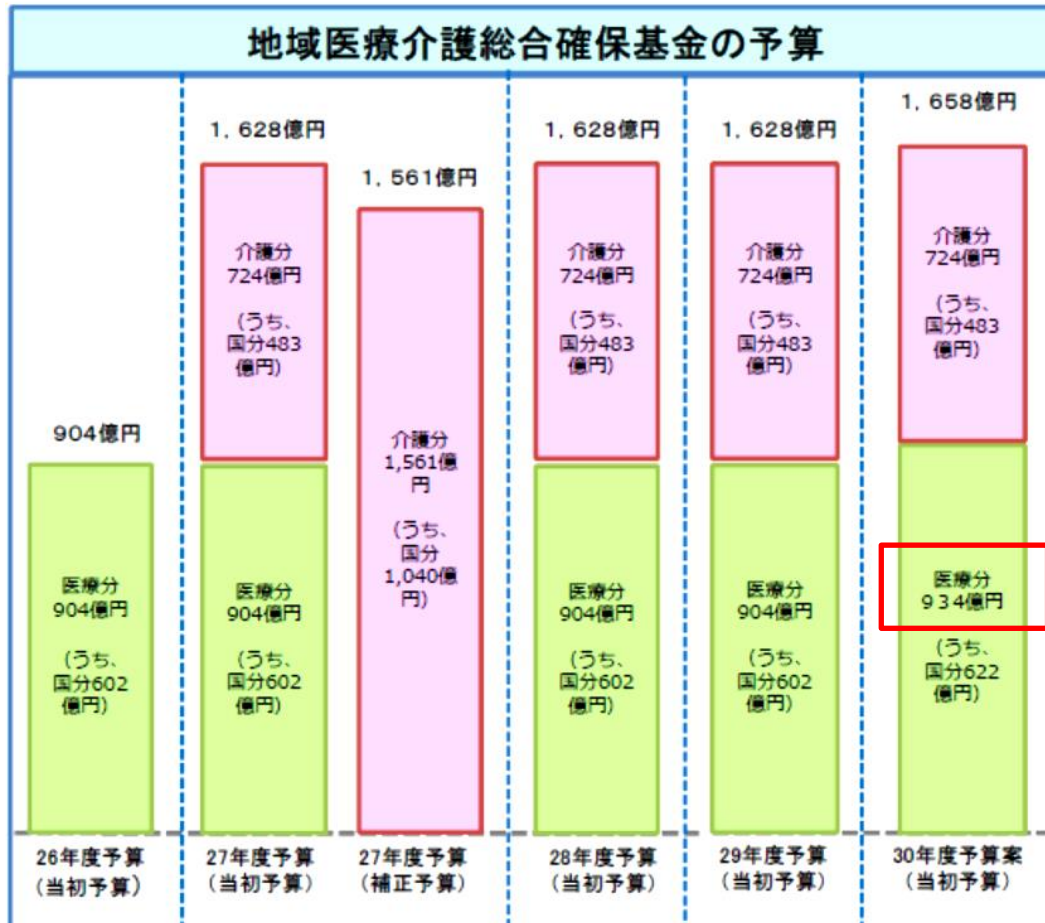 地域医療介護総合確保基金の予算
904億円
医療分
904億円
(うち、
国分602
億円)
26年度予算
(当初予算)
1,628億円
介護分
724億円
(うち、
国分483
億円)
医療分
904億円
(うち、
国分602
億円)
27年度予算
(当初予算)
1,561億円
介護分
1,561億
円
(うち、
国分
1,040億
円)
27年度予算
(補正予算)
1,628億円
介護分
724億円
(うち、
国分483
億円)
医療分
904億円
(うち、
国分602
億円)
28年度予算
(当初予算)
1,628億円
介護分
724億円
(うち、
国分483
億円)
医療分
904億円
(うち、
国分602
億円)
29年度予算
(当初予算)
1,658億円
介護分
724億円
(うち、
国分483
億円)
医療分
934億円
(うち、
国分622
億円)
30年度予算案
(当初予算)